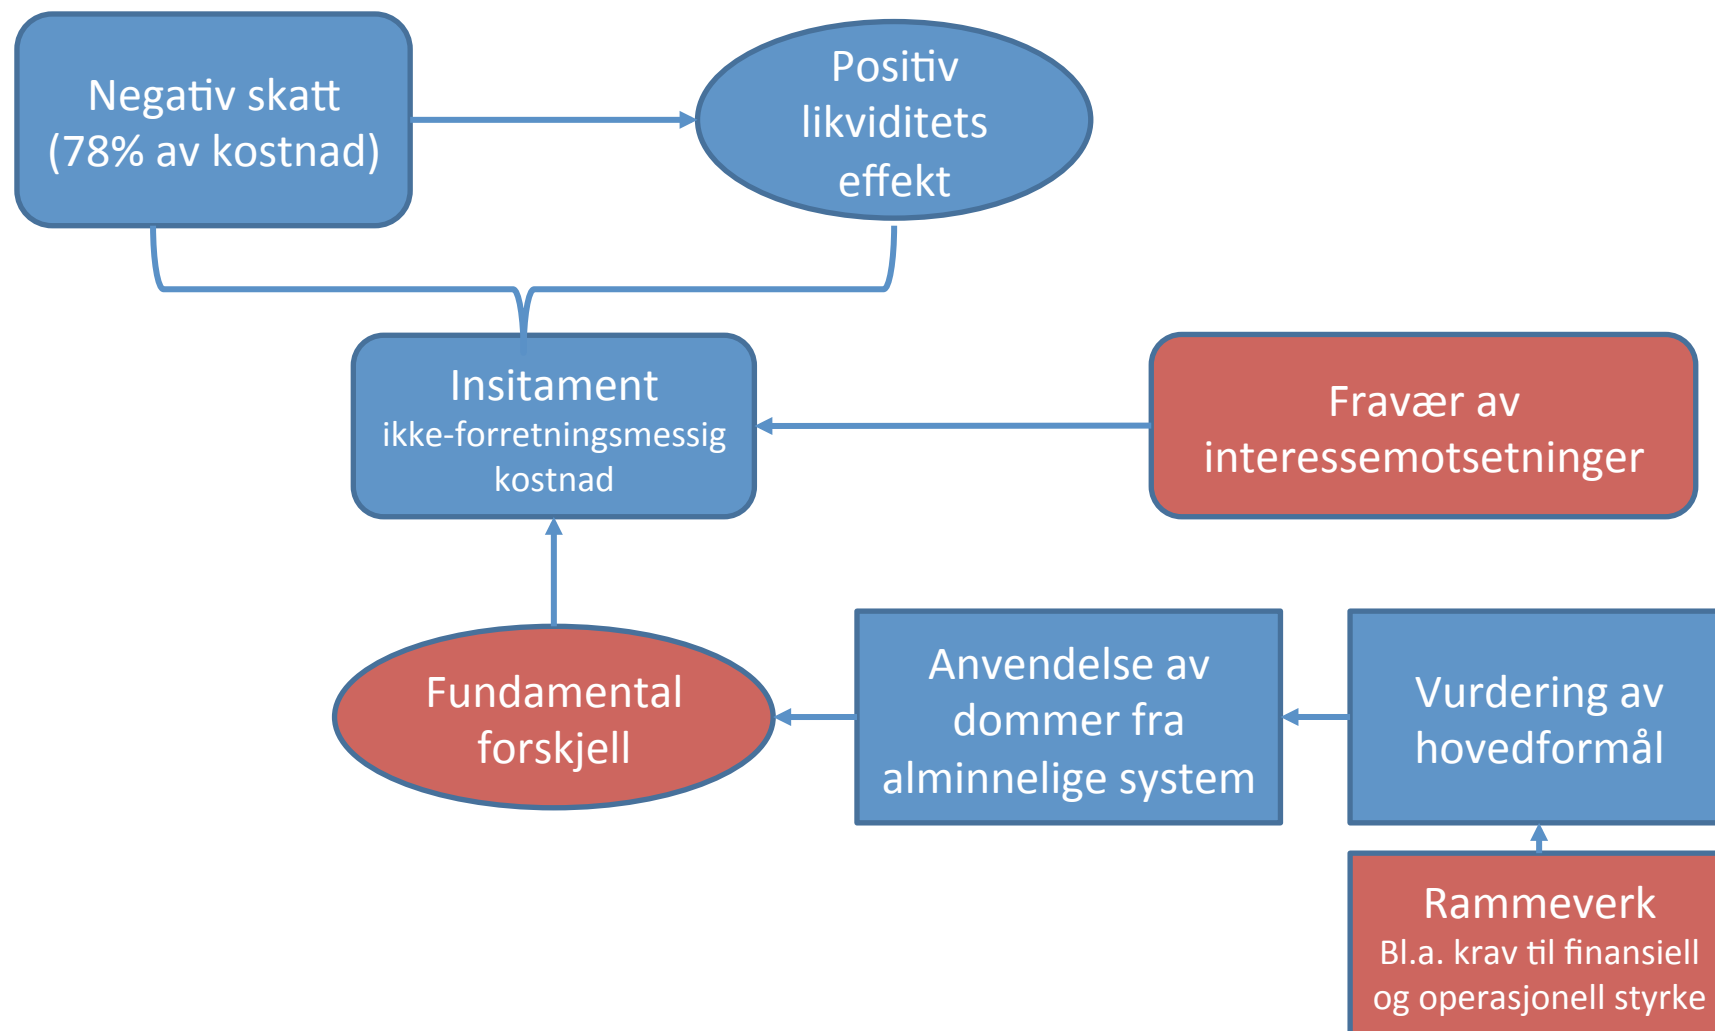 Negativ skatt
(78% av kostnad)
Positiv
likviditets
effekt
Insitament
ikke-forretningsmessig
kostnad
Fravær av
interessemotsetninger
Fundamental
forskjell
Anvendelse av
dommer fra
alminnelige system
Vurdering av
hovedformål
Rammeverk
Bl.a. krav til finansiell
og operasjonell styrke